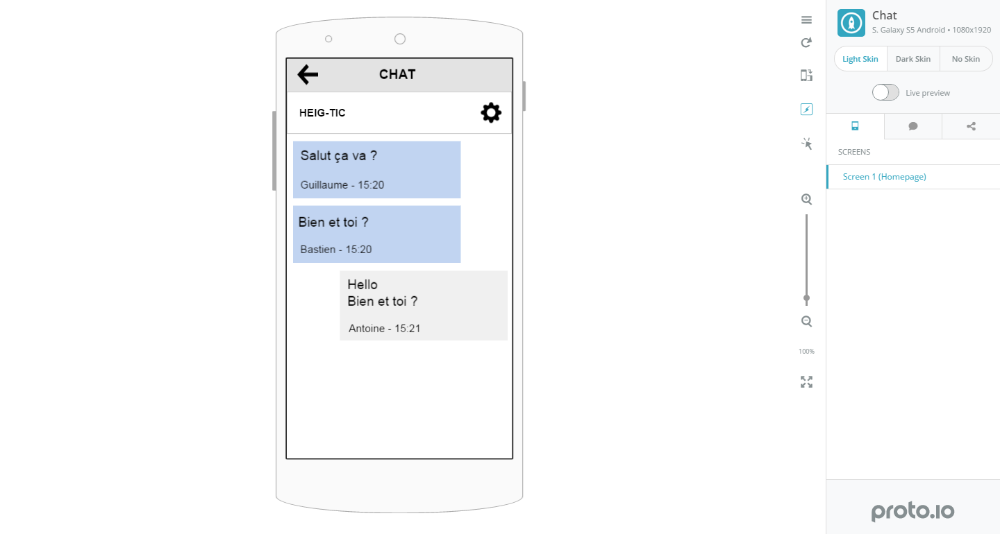 CHAT
HEIG-TIC
Salut ça va ?
Guillaume - 15:20
Bien et toi ?
Bastien - 15:20
Hello
Bien et toi ?
Antoine - 15:21
100%
Chat
S. Galaxy S5 Android • 1080x1920
Light Skin
Dark Skin
No Skin
Live preview
SCREENS
Screen 1 (Homepage)
proto.io